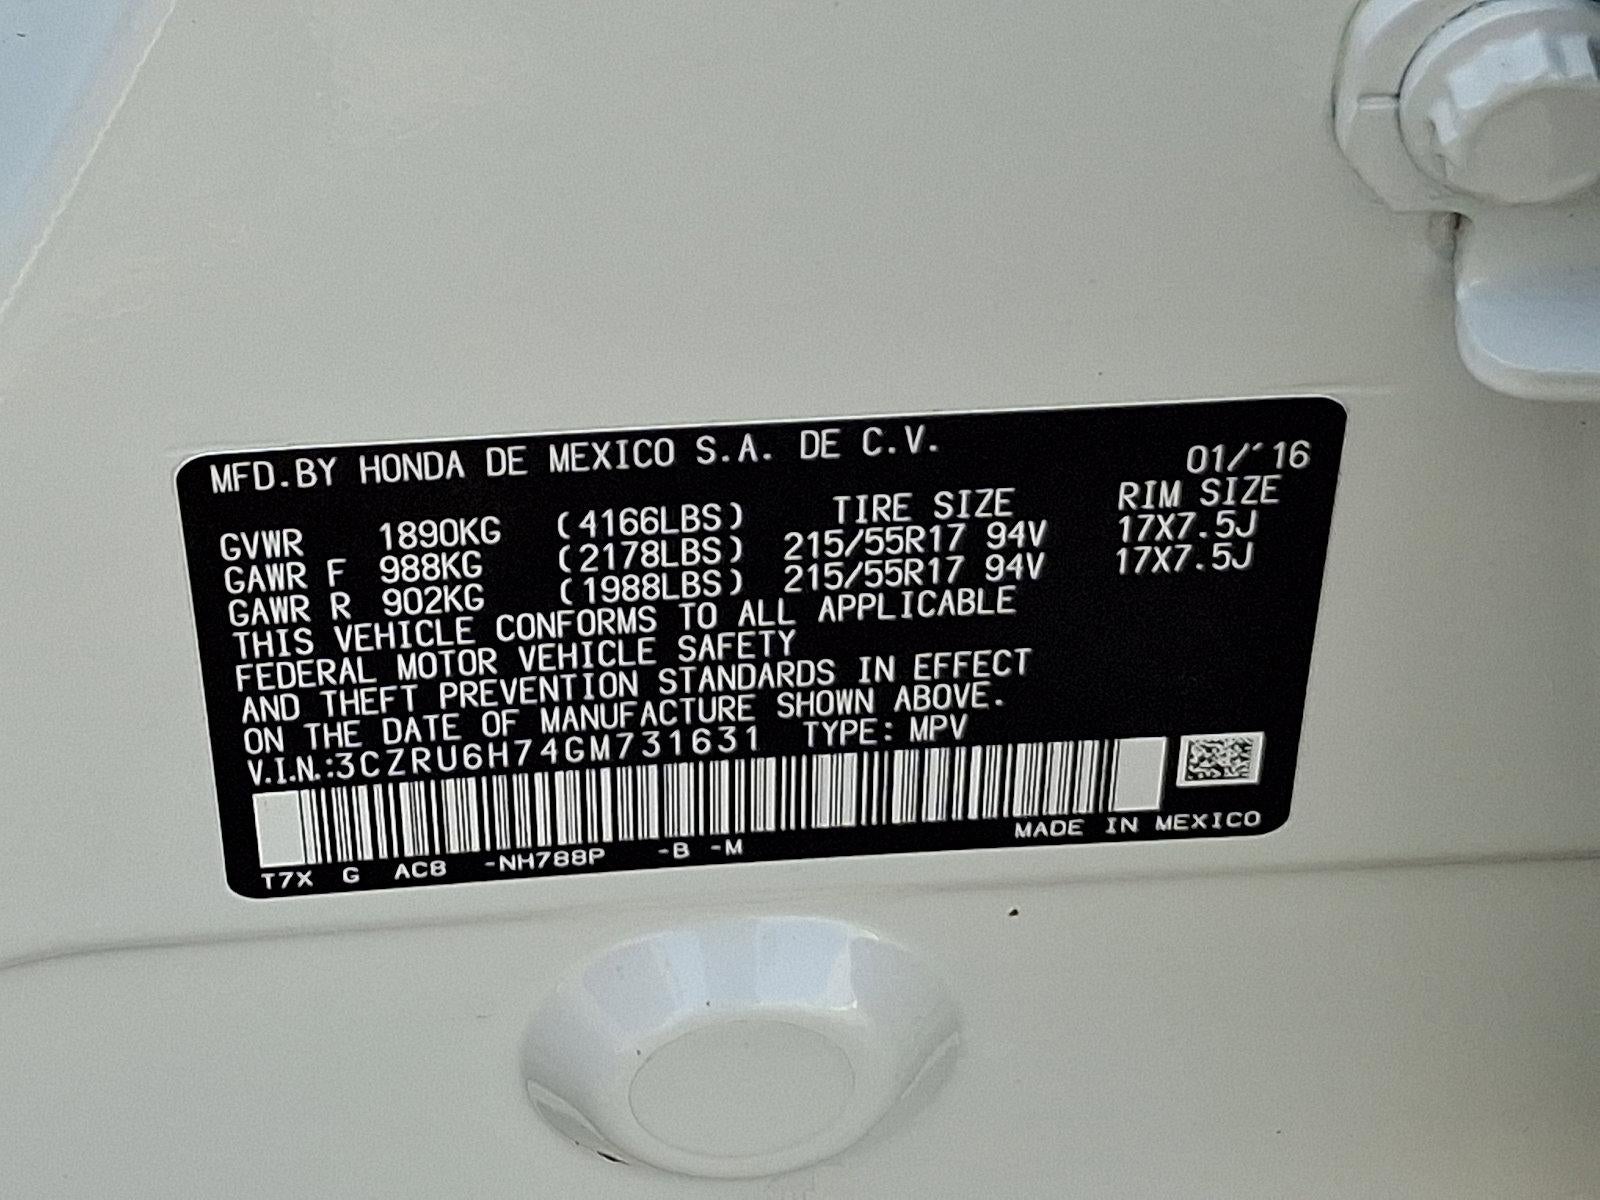 MFD.BY HONDA DE MEXICO S.A. DE C.V.
01/'16
TIRE SIZE RIM SIZE
GVWR 1890KG (4166LBS)
GAWR F 988KG (2178LBS) 215/55R17 94V 17X7.5J
GAWR R 902KG (1988LBS) 215/55R17 94V 17X7.5J
THIS VEHICLE CONFORMS TO ALL APPLICABLE
FEDERAL MOTOR VEHICLE SAFETY
AND THEFT PREVENTION STANDARDS IN EFFECT
ON THE DATE OF MANUFACTURE SHOWN ABOVE.
V.I.N.:3CZRU6H74GM731631 TYPE: MPV
MADE IN MEXICO
T7X G AC8 -NH788P -B -M